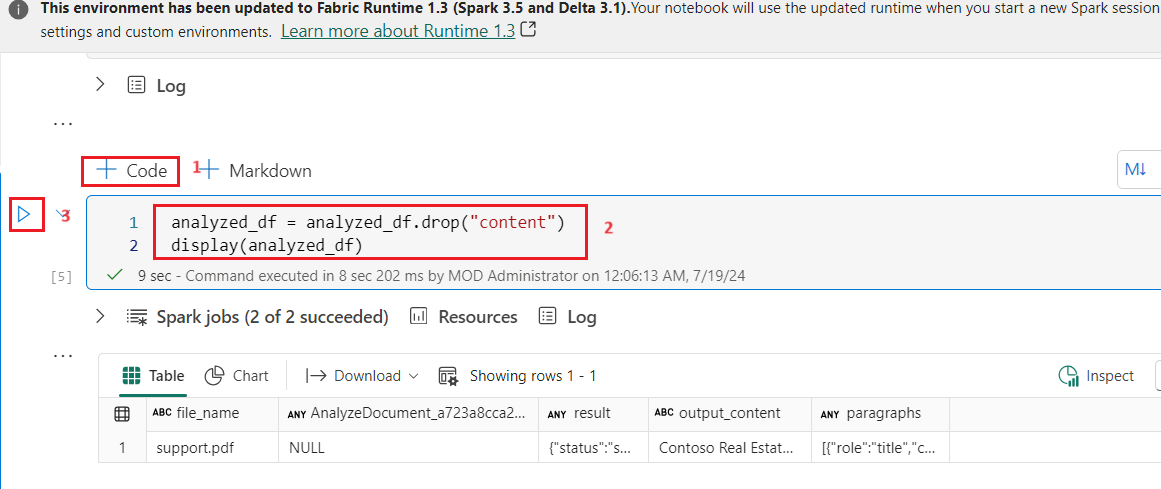 This environment has been updated to Fabric Runtime 1.3 (Spark 3.5 and Delta 3.1).Your notebook will use the updated runtime when you start a new Spark session
settings and custom environments. Learn more about Runtime 1.3
Log
...
Code 1 Markdown M↓
3
1 analyzed_df = analyzed_df.drop("content") 2
2 display(analyzed_df)
[5] 9 sec - Command executed in 8 sec 202 ms by MOD Administrator on 12:06:13 AM, 7/19/24
Spark jobs (2 of 2 succeeded) Resources Log
...
Table Chart Download Showing rows 1 - 1 Inspect
ABC file_name ANY AnalyzeDocument_a723a8cca2... ANY result ABC output_content ANY paragraphs
1 support.pdf NULL {"status":"s... Contoso Real Estat... [{"role":"title","c...